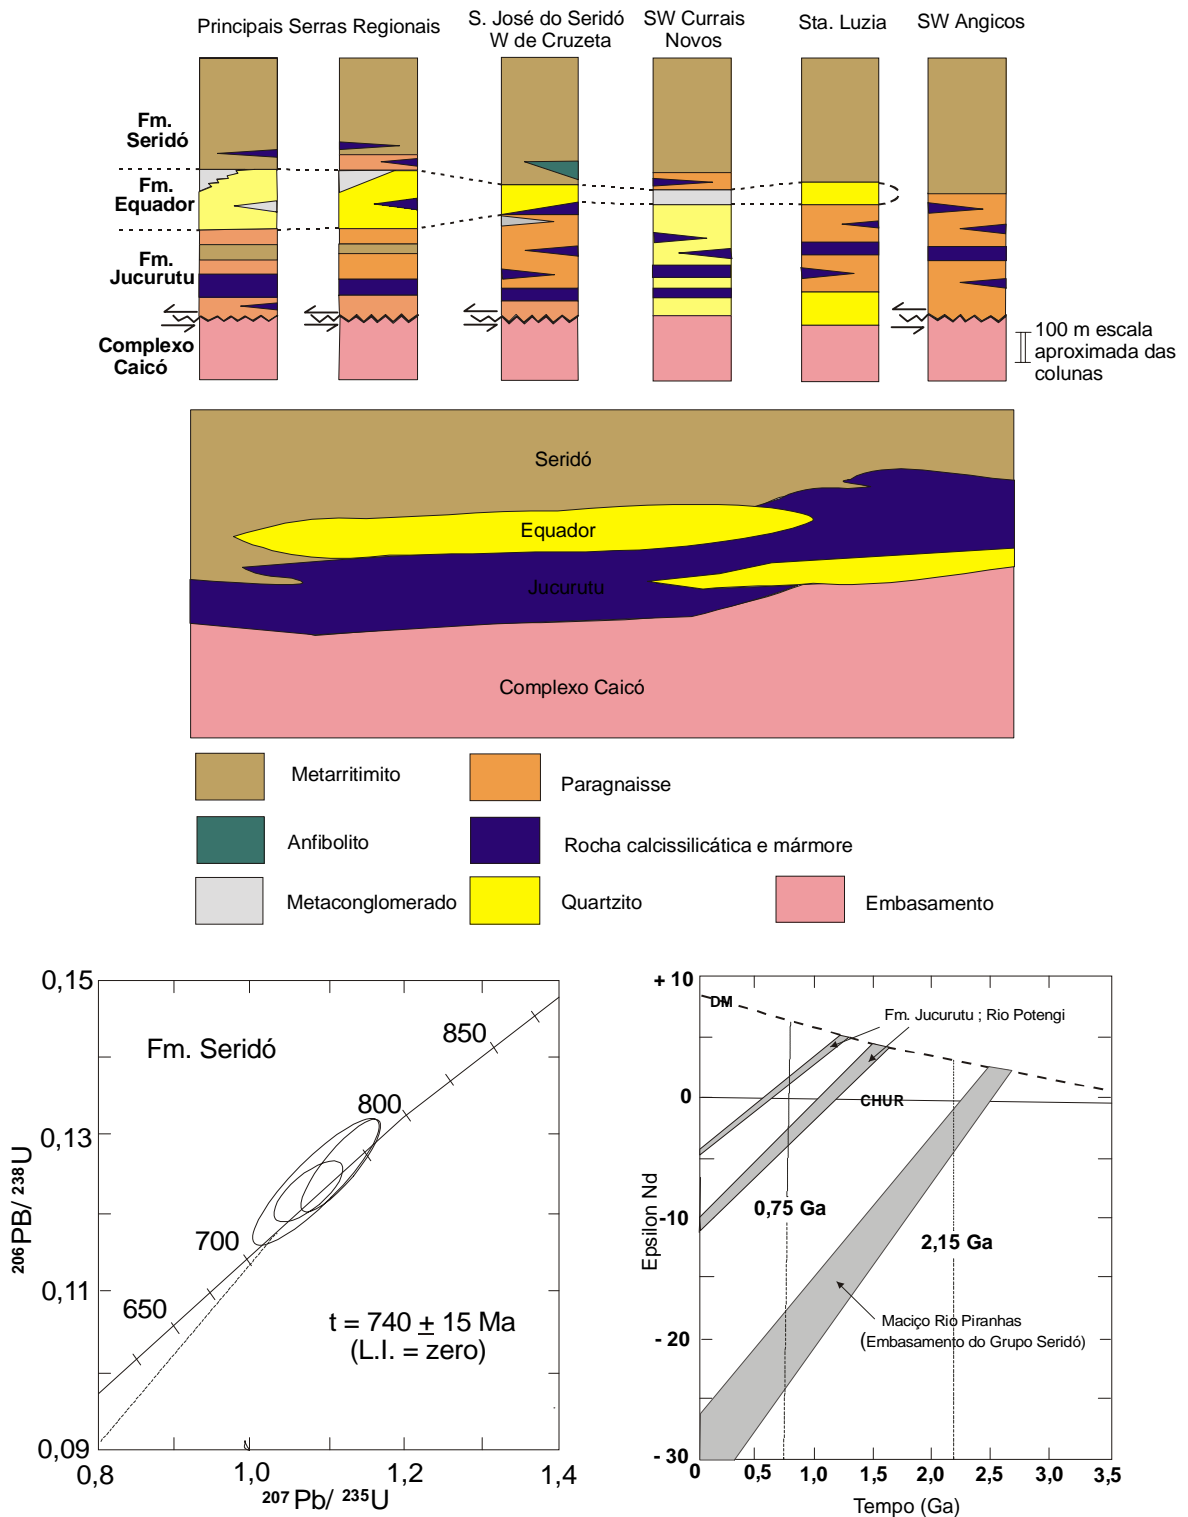 Principais Serras Regionais
S. José do Seridó
W de Cruzeta
SW Currais
Novos
Sta. Luzia
SW Angicos
Fm.
Seridó
Fm.
Equador
Fm.
Jucurutu
Complexo
Caicó
100 m escala
aproximada das
colunas
Seridó
Equador
Jucurutu
Complexo Caicó
Metarritimito
Paragnaisse
Anfibolito
Rocha calcissilicática e mármore
Metaconglomerado
Quartzito
Embasamento
0,15
0,13
0,11
0,09
206PB/ 238U
Fm. Seridó
850
800
700
650
t = 740 ± 15 Ma
(L.I. = zero)
0,8
1,0
1,2
1,4
207 Pb/ 235U
+ 10
0
-10
- 20
- 30
Epsilon Nd
DM
Fm. Jucurutu ; Rio Potengi
CHUR
0,75 Ga
2,15 Ga
Maciço Rio Piranhas
(Embasamento do Grupo Seridó)
0
0,5
1,0
1,5
2,0
2,5
3,0
3,5
Tempo (Ga)